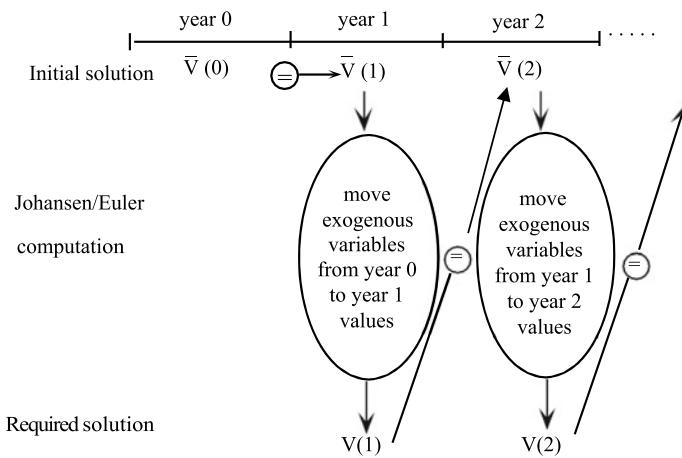 year 0 year 1 year 2
. . . . .
Initial solution V̅ (0) = V̅ (1) V̅ (2)
Johansen/Euler
computation
move
exogenous
variables
from year 0
to year 1
values
=
move
exogenous
variables
from year 1
to year 2
values
=
Required solution V(1) V(2)